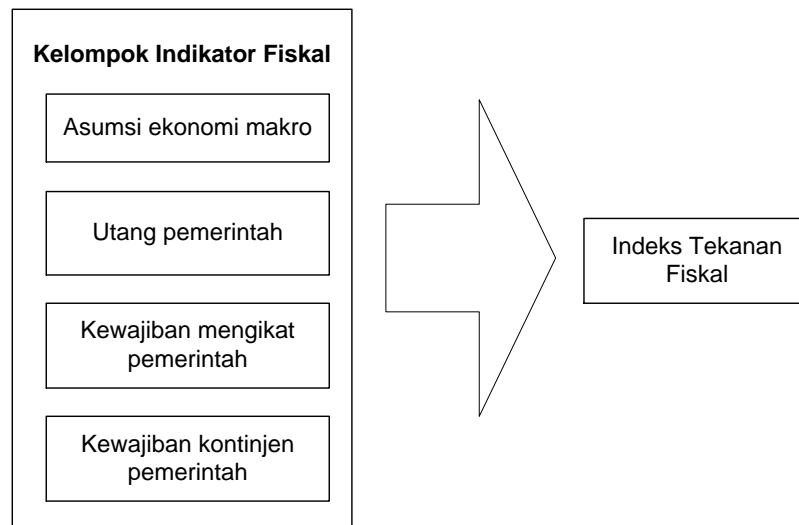 Kelompok Indikator Fiskal
Asumsi ekonomi makro
Utang pemerintah
Kewajiban mengikat
pemerintah
Kewajiban kontinjen
pemerintah
Indeks Tekanan
Fiskal